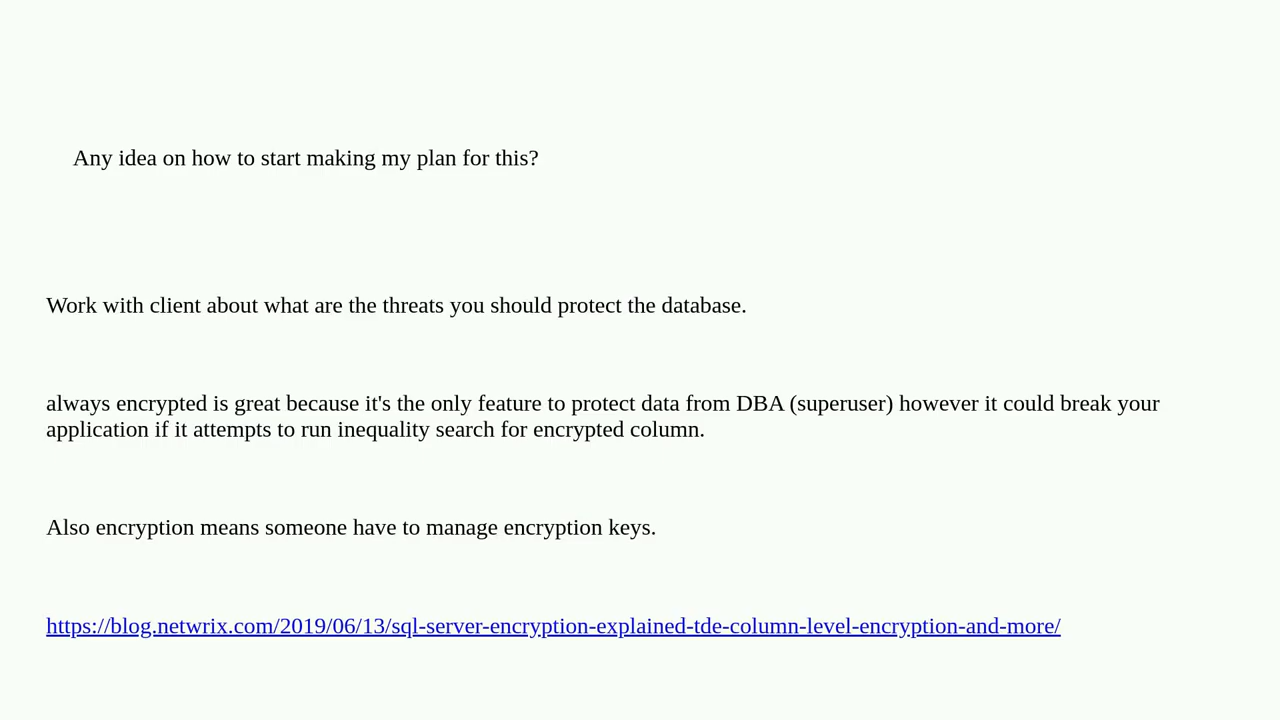 Any idea on how to start making my plan for this?
Work with client about what are the threats you should protect the database.
always encrypted is great because it's the only feature to protect data from DBA (superuser) however it could break your
application if it attempts to run inequality search for encrypted column.
Also encryption means someone have to manage encryption keys.
https://blog.netwrix.com/2019/06/13/sql-server-encryption-explained-tde-column-level-encryption-and-more/